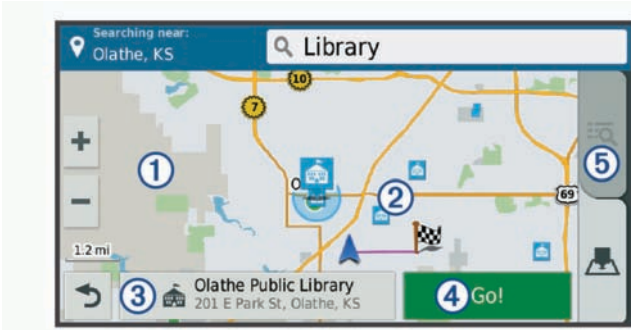 Searching near:
Olathe, KS
Library
10
7
1
5
O
2
69
1.2 mi
3
Olathe Public Library
201 E Park St, Olathe, KS
4
Go!